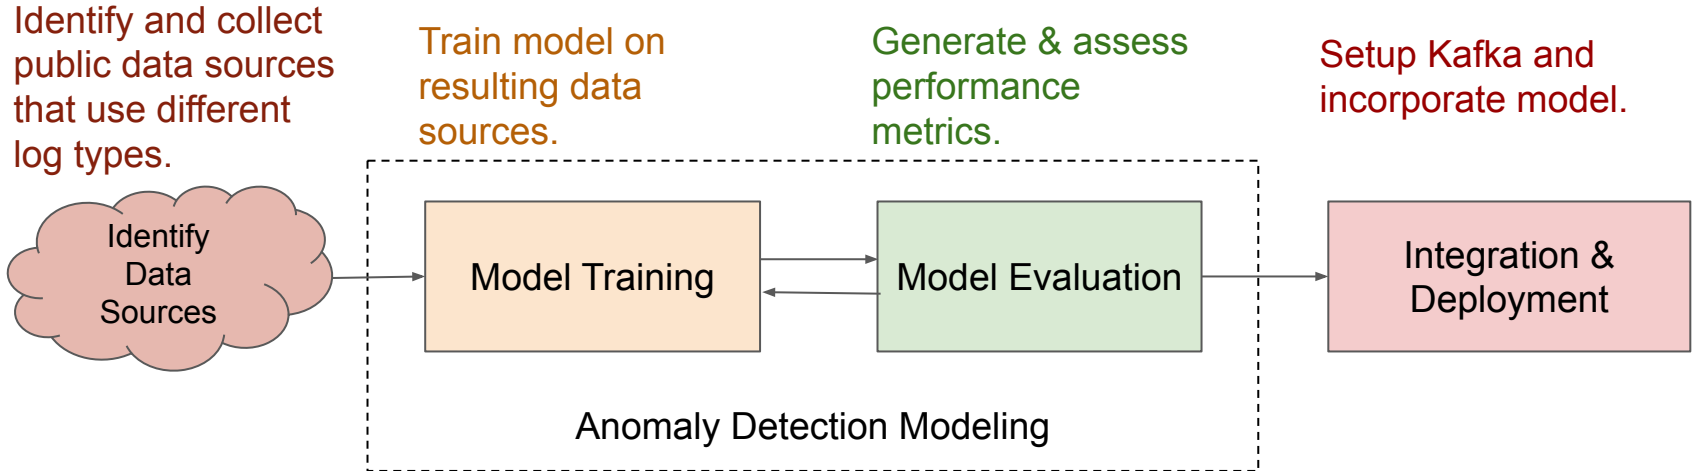 Identify and collect
public data sources
that use different
log types.
Train model on
resulting data
sources.
Generate & assess
performance
metrics.
Setup Kafka and
incorporate model.
Identify
Data
Sources
Model Training
Model Evaluation
Integration &
Deployment
Anomaly Detection Modeling